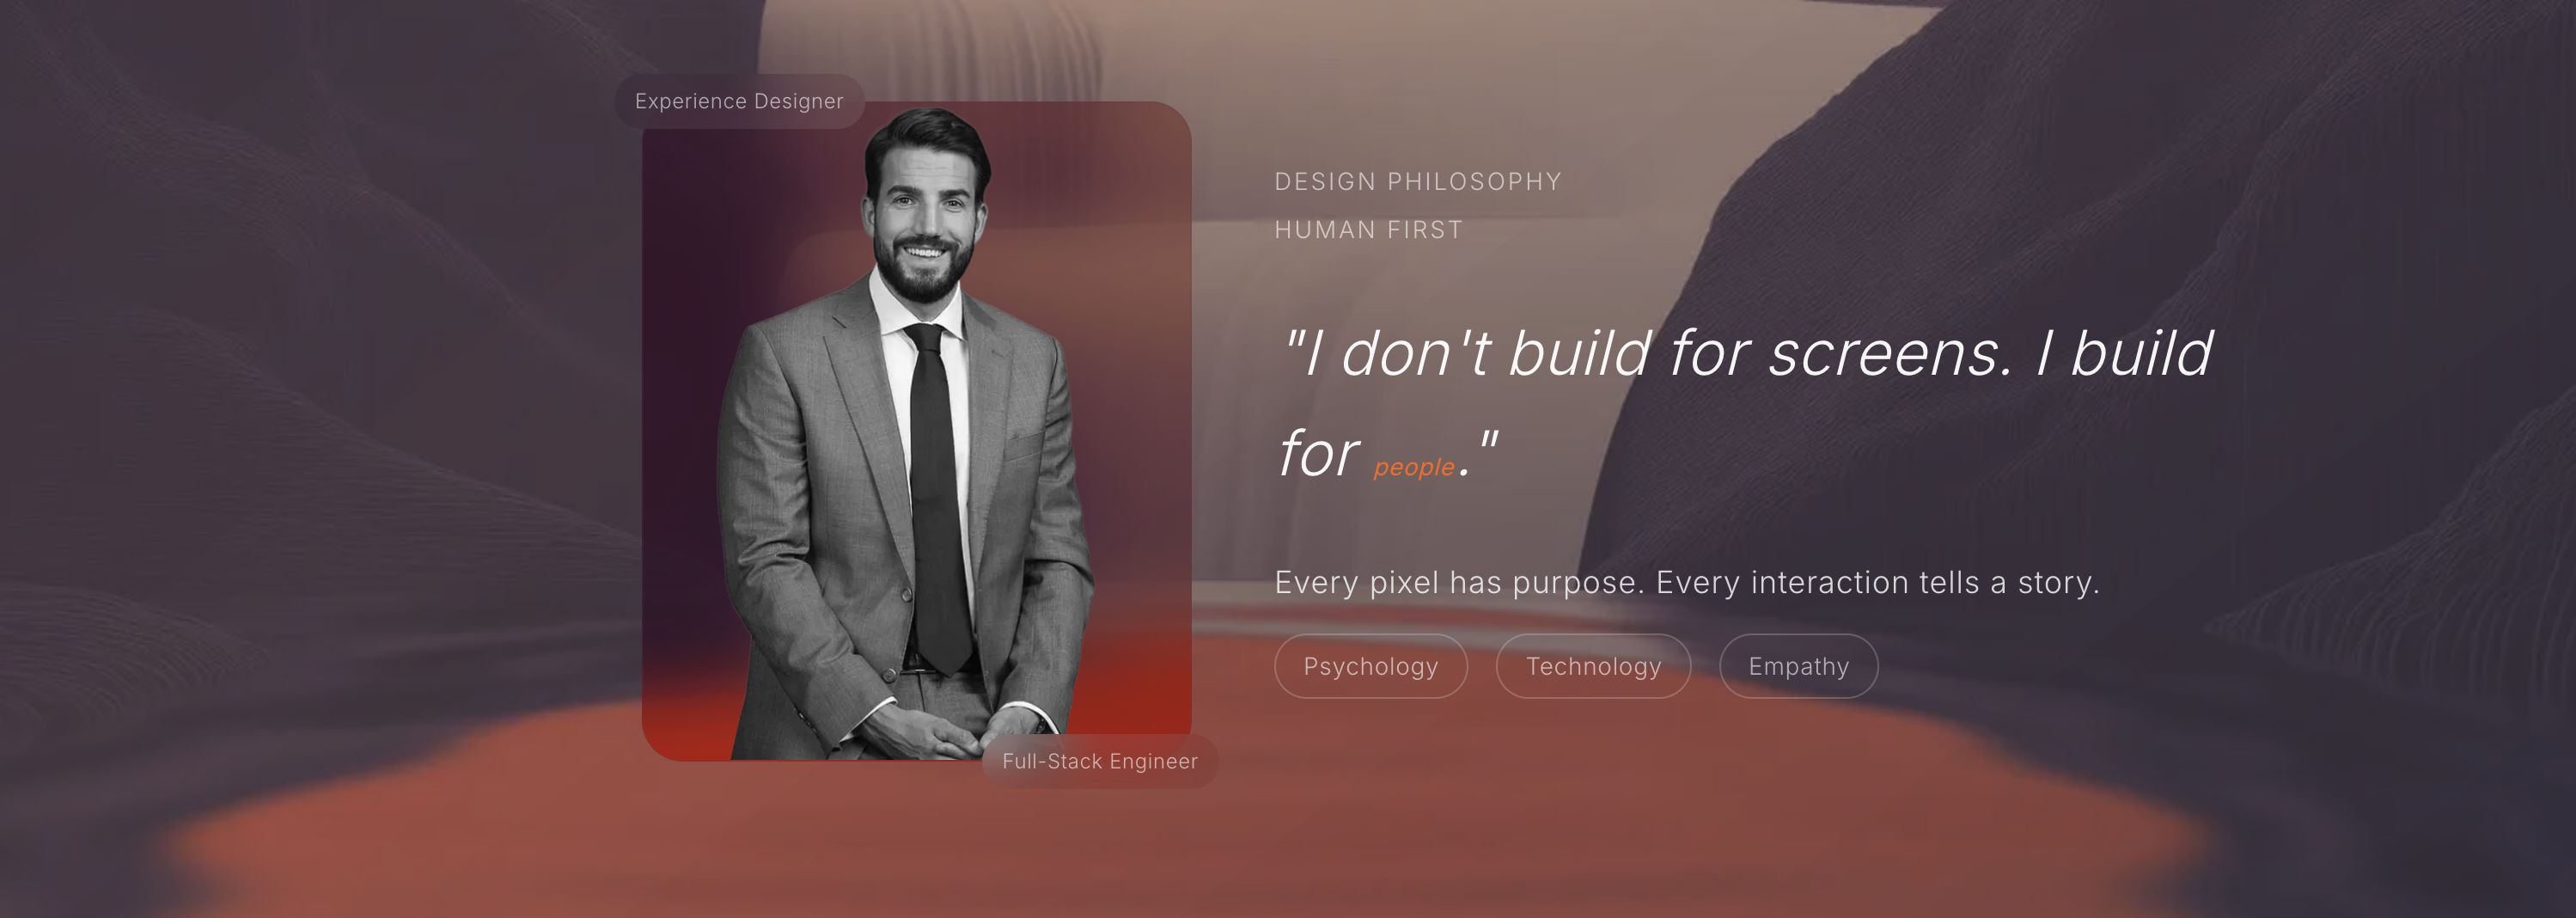 Experience Designer
DESIGN PHILOSOPHY
HUMAN FIRST
"I don't build for screens. I build
for people."
Every pixel has purpose. Every interaction tells a story.
Psychology
Technology
Empathy
Full-Stack Engineer